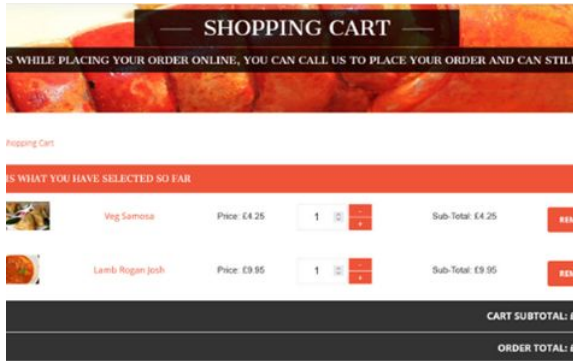 SHOPPING CART
S WHILE PLACING YOUR ORDER ONLINE, YOU CAN CALL US TO PLACE YOUR ORDER AND CAN STIL
hopping Cart
IS WHAT YOU HAVE SELECTED SO FAR
Veg Samosa Price: £4.25 1 - + Sub-Total: £4.25 REM
Lamb Rogan Josh Price: £9.95 1 - + Sub-Total: £9.95 REM
CART SUBTOTAL: £
ORDER TOTAL: £